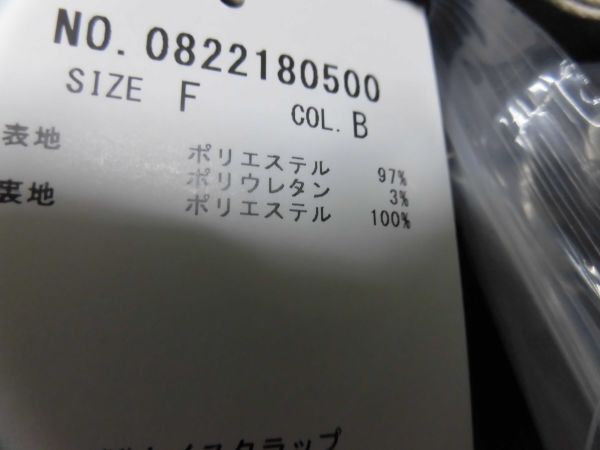 NO. 0822180500
SIZE F COL. B
表地 ポリエステル 97%
ポリウレタン 3%
裏地 ポリエステル 100%